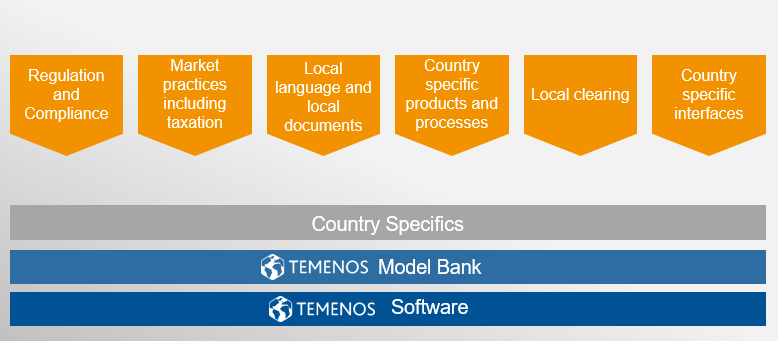 Regulation
and
Compliance
Market
practices
including
taxation
Local
language and
local
documents
Country
specific
products and
processes
Local clearing
Country
specific
interfaces
Country Specifics
TEMENOS Model Bank
TEMENOS Software